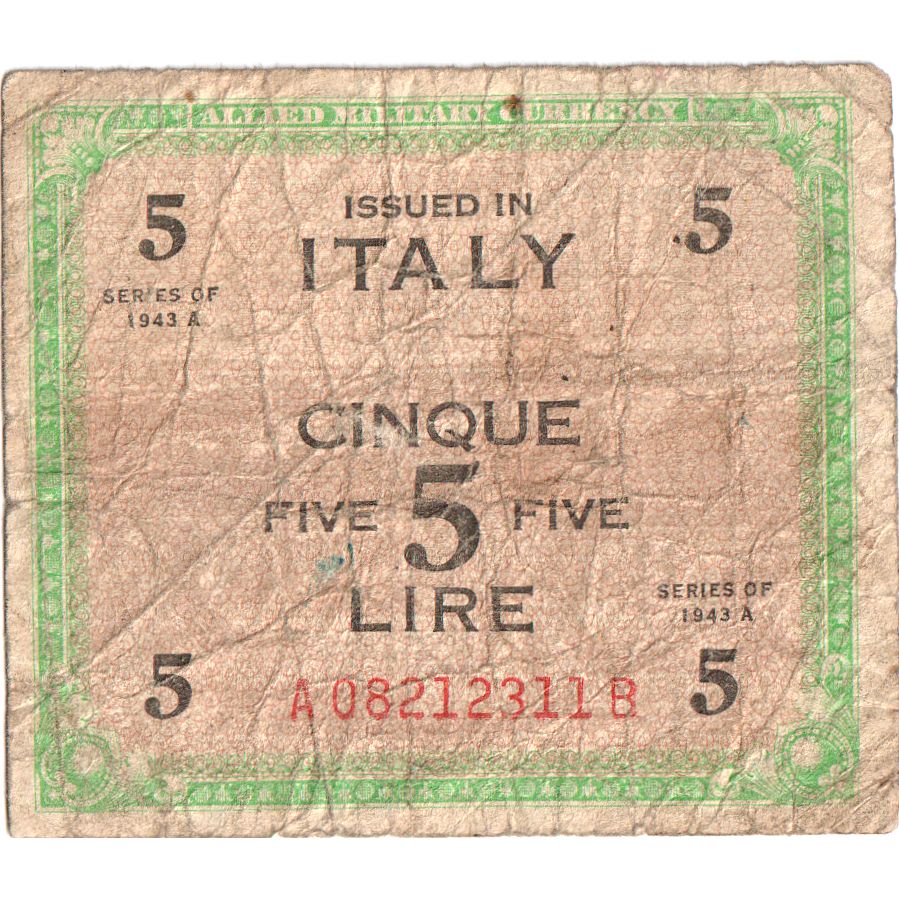 ALLIED MILITARY CURRENCY
5 ISSUED IN 5
ITALY
SERIES OF
1943 A
CINQUE
FIVE 5 FIVE
LIRE
SERIES OF
1943 A
5 A08212311B 5